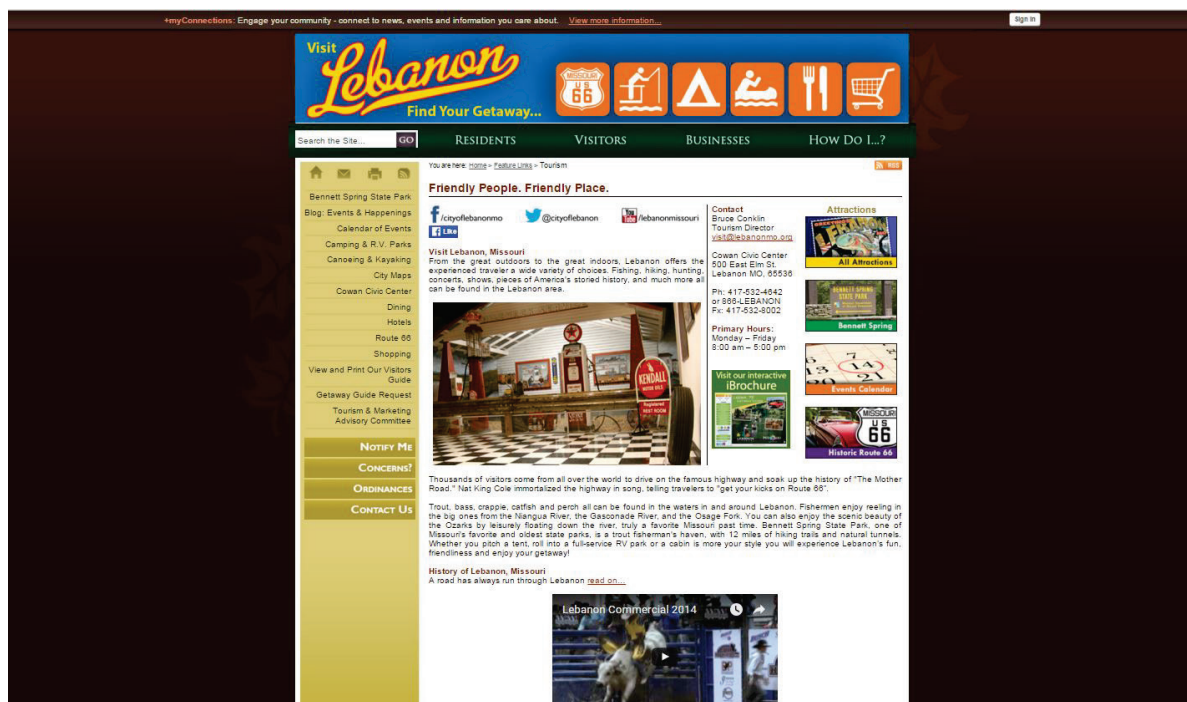 +myConnections: Engage your community - connect to news, events and information you care about. View more information...
Sign In
Visit
Lebanon
Find Your Getaway...
MISSOURI
US
66
Search the Site...
GO
RESIDENTS
VISITORS
BUSINESSES
HOW DO I...?
Bennett Spring State Park
Blog: Events & Happenings
Calendar of Events
Camping & R.V. Parks
Canoeing & Kayaking
City Maps
Cowan Civic Center
Dining
Hotels
Route 66
Shopping
View and Print Our Visitors
Guide
Getaway Guide Request
Tourism & Marketing
Advisory Committee
NOTIFY ME
CONCERNS?
ORDINANCES
CONTACT US
You are here: Home > Feature Links > Tourism
RSS
Friendly People. Friendly Place.
/cityoflebanonmo
@cityoflebanon
You Tube /lebanonmissouri
Like
Visit Lebanon, Missouri
From the great outdoors to the great indoors, Lebanon offers the
experienced traveler a wide variety of choices. Fishing, hiking, hunting,
concerts, shows, pieces of America's storied history, and much more all
can be found in the Lebanon area.
KENDALL
MOTOR OILS
Registered
REST ROOM
Contact
Bruce Conklin
Tourism Director
visit@lebanonmo.org
Cowan Civic Center
500 East Elm St.
Lebanon MO, 65536
Ph: 417-532-4642
or 866-LEBANON
Fx: 417-532-8002
Primary Hours:
Monday – Friday
8:00 am – 5:00 pm
Visit our interactive
iBrochure
Attractions
LEBANON
All Attractions
BENNETT SPRING
STATE PARK
Bennett Spring
7
13 14
20 21
Events Calendar
MISSOURI
US
66
Historic Route 66
Thousands of visitors come from all over the world to drive on the famous highway and soak up the history of "The Mother
Road." Nat King Cole immortalized the highway in song, telling travelers to "get your kicks on Route 66".
Trout, bass, crappie, catfish and perch all can be found in the waters in and around Lebanon. Fishermen enjoy reeling in
the big ones from the Niangua River, the Gasconade River, and the Osage Fork. You can also enjoy the scenic beauty of
the Ozarks by leisurely floating down the river, truly a favorite Missouri past time. Bennett Spring State Park, one of
Missouri's favorite and oldest state parks, is a trout fisherman's haven, with 12 miles of hiking trails and natural tunnels.
Whether you pitch a tent, roll into a full-service RV park or a cabin is more your style you will experience Lebanon's fun,
friendliness and enjoy your getaway!
History of Lebanon, Missouri
A road has always run through Lebanon read on...
Lebanon Commercial 2014